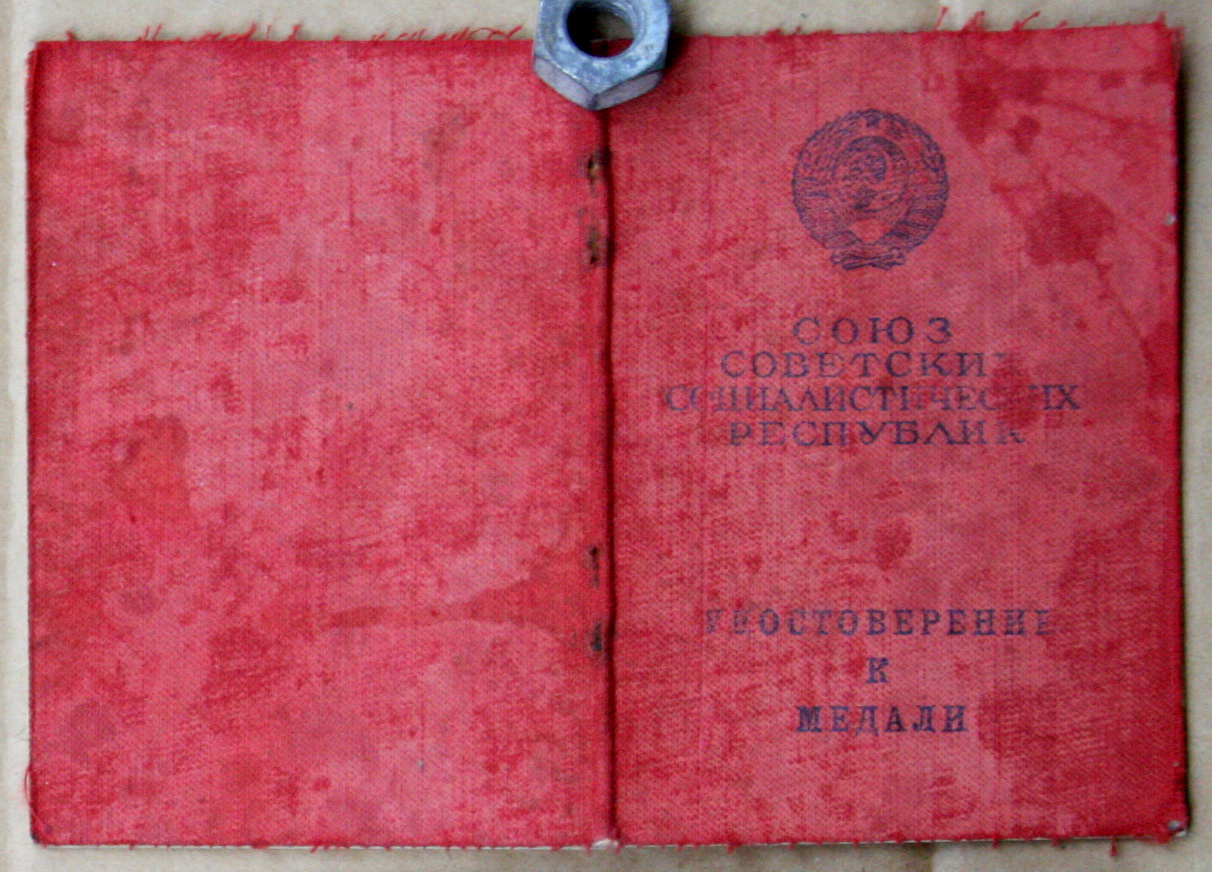 СОЮЗ
СОВЕТСКИХ
СОЦИАЛИСТИЧЕСКИХ
РЕСПУБЛИК
УДОСТОВЕРЕНИЕ
К
МЕДАЛИ